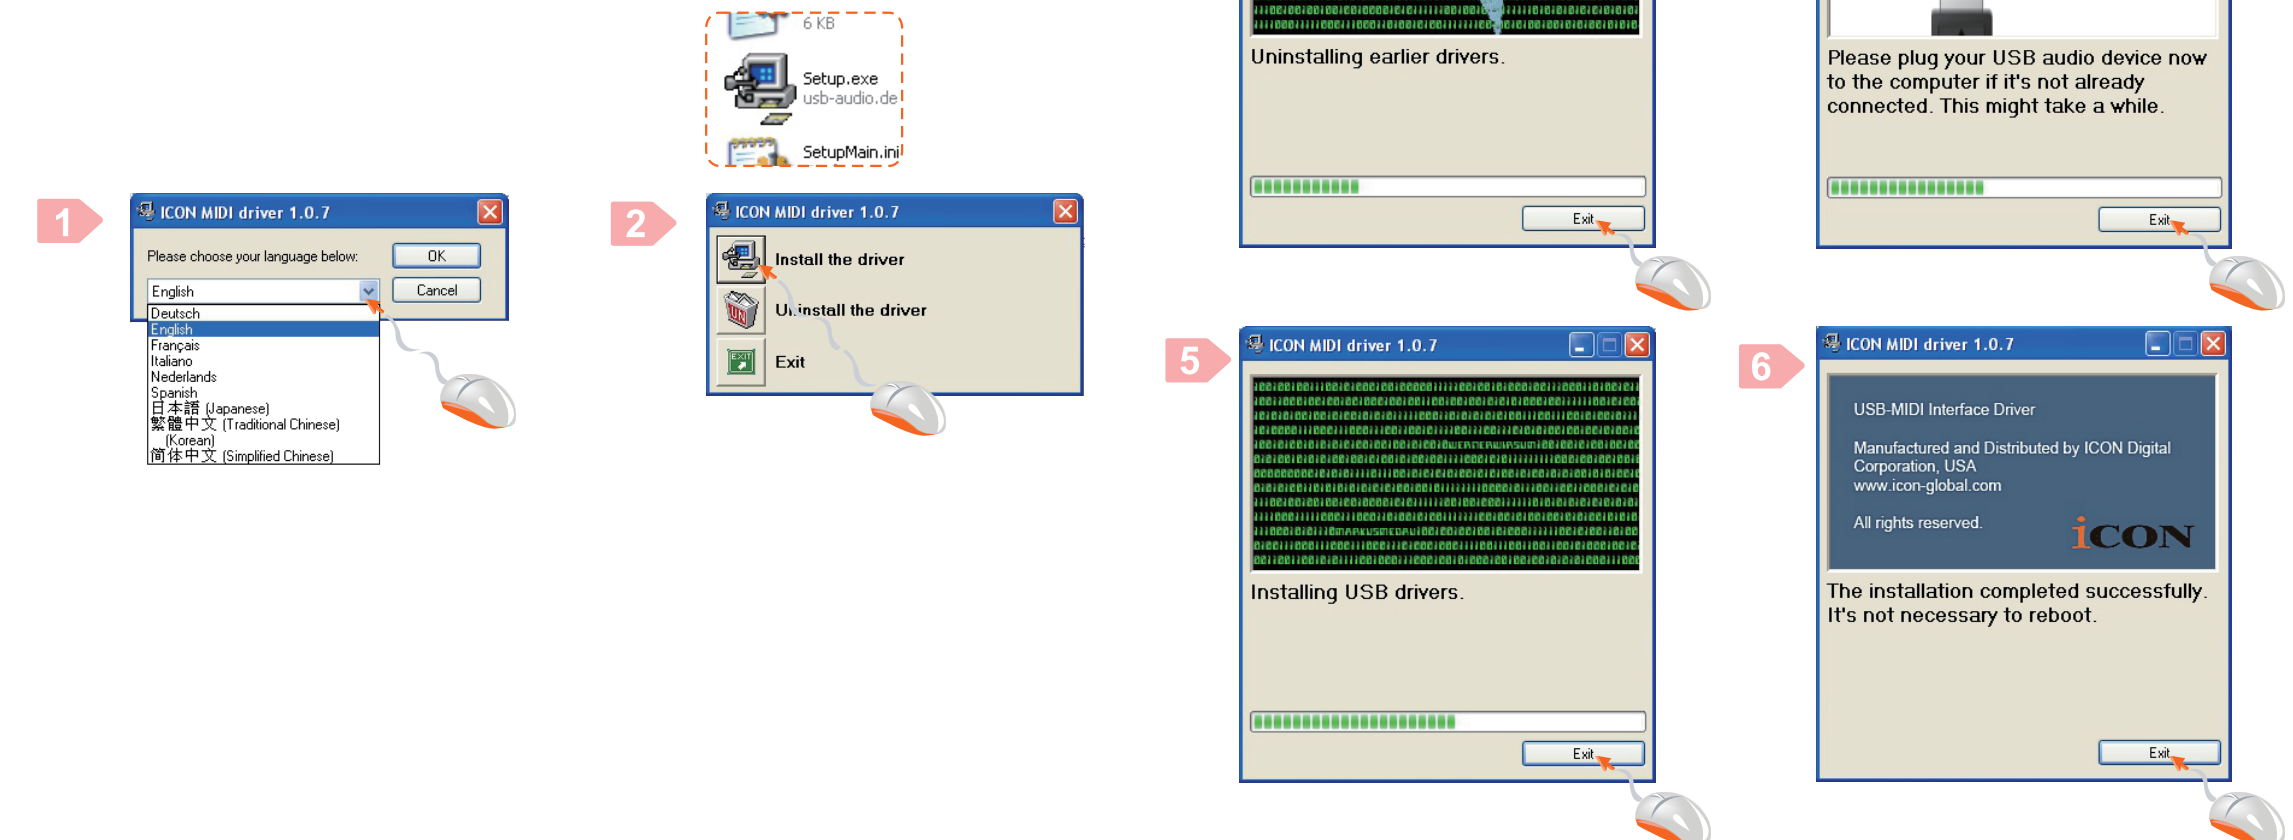 6 KB
Setup.exe
usb-audio.de
SetupMain.ini
1
ICON MIDI driver 1.0.7
Please choose your language below:
OK
English
Cancel
Deutsch
English
Français
Italiano
Nederlands
Spanish
日本語 (Japanese)
繁體中文 (Traditional Chinese)
(Korean)
简体中文 (Simplified Chinese)
2
ICON MIDI driver 1.0.7
Install the driver
Uninstall the driver
Exit
Uninstalling earlier drivers.
Exit
Please plug your USB audio device now
to the computer if it's not already
connected. This might take a while.
Exit
5
ICON MIDI driver 1.0.7
Installing USB drivers.
Exit
6
ICON MIDI driver 1.0.7
USB-MIDI Interface Driver
Manufactured and Distributed by ICON Digital
Corporation, USA
www.icon-global.com
All rights reserved.
iCON
The installation completed successfully.
It's not necessary to reboot.
Exit